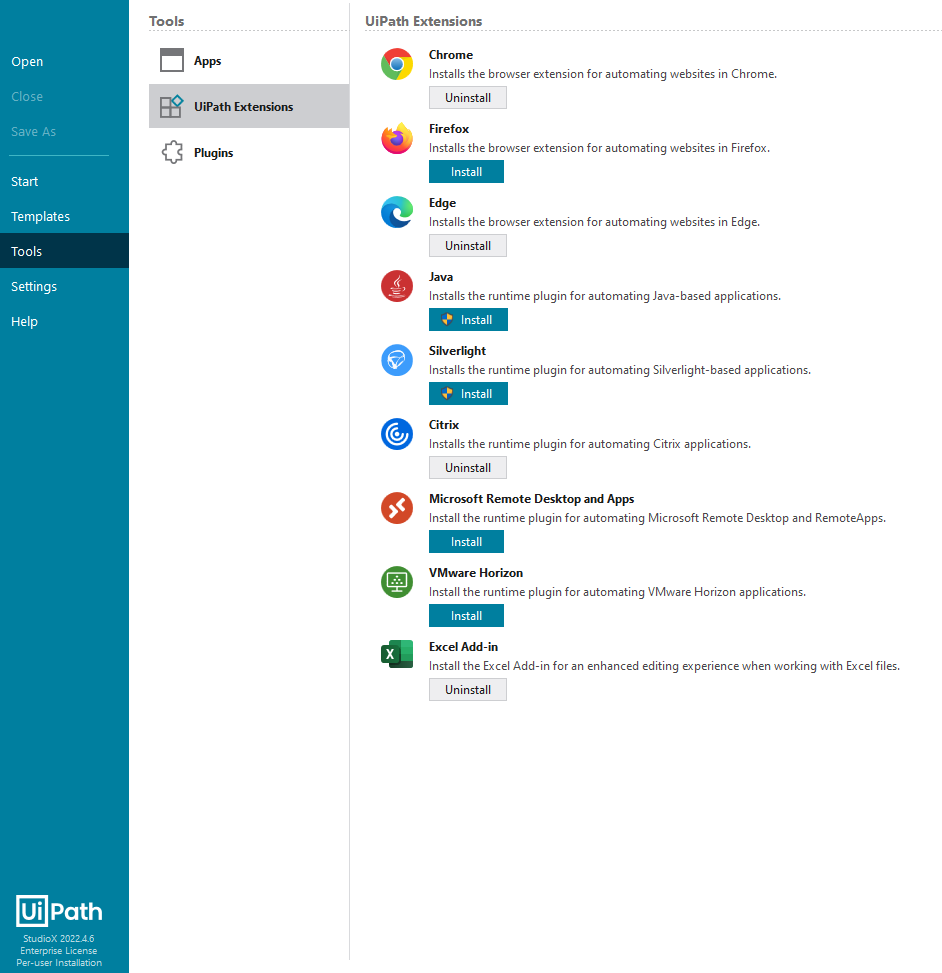 Open
Close
Save As
Start
Templates
Tools
Settings
Help
UiPath
StudioX 2022.4.6
Enterprise License
Per-user Installation
Tools
Apps
UiPath Extensions
Plugins
UiPath Extensions
Chrome
Installs the browser extension for automating websites in Chrome.
Uninstall
Firefox
Installs the browser extension for automating websites in Firefox.
Install
Edge
Installs the browser extension for automating websites in Edge.
Uninstall
Java
Installs the runtime plugin for automating Java-based applications.
Install
Silverlight
Installs the runtime plugin for automating Silverlight-based applications.
Install
Citrix
Installs the runtime plugin for automating Citrix applications.
Uninstall
Microsoft Remote Desktop and Apps
Install the runtime plugin for automating Microsoft Remote Desktop and RemoteApps.
Install
VMware Horizon
Install the runtime plugin for automating VMware Horizon applications.
Install
X
Excel Add-in
Install the Excel Add-in for an enhanced editing experience when working with Excel files.
Uninstall